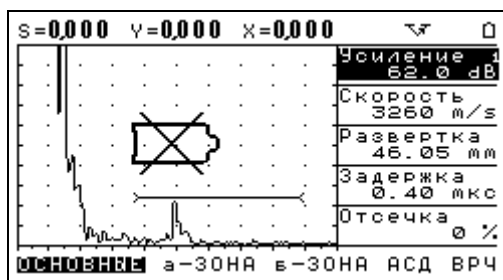 S=0,000 Y=0,000 X=0,000
Усиление 1
62.0 dB
Скорость
3260 m/s
Развертка
46.05 mm
Задержка
0.40 мкс
Отсечка
0 %
ОСНОВНЫЕ а-ЗОНА в-ЗОНА АСД ВРЧ